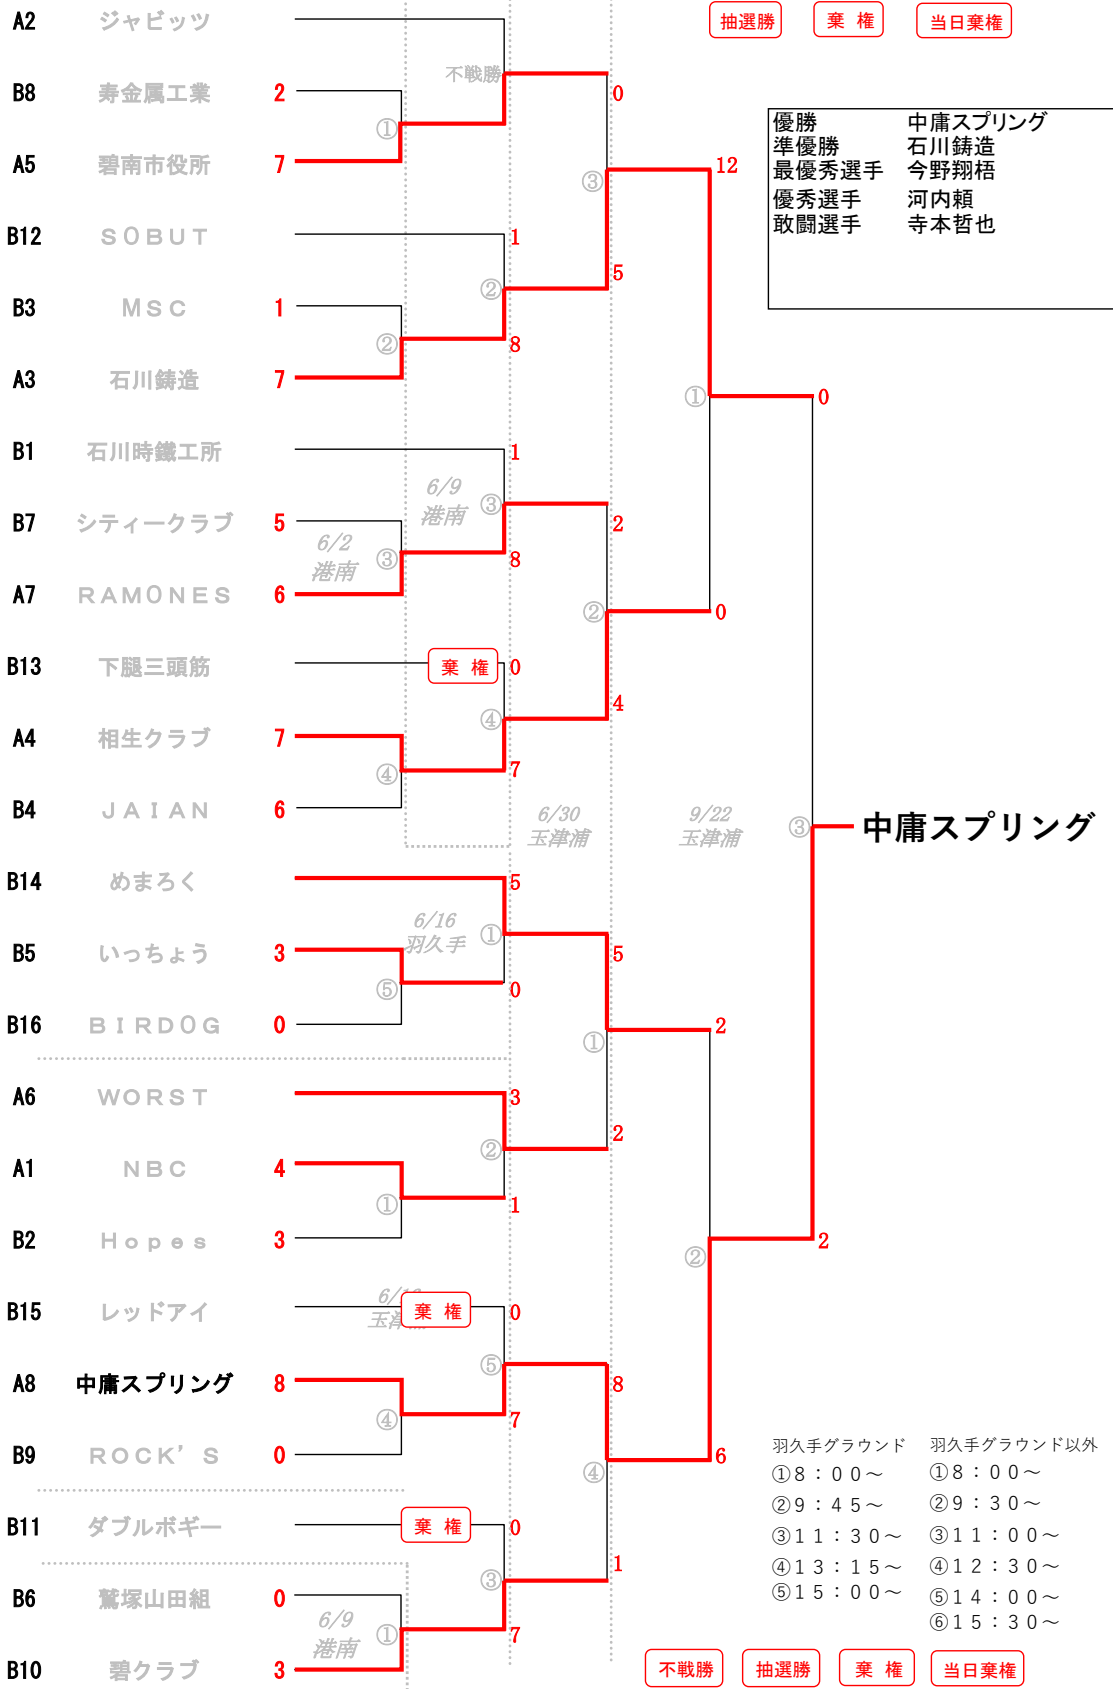 抽選勝 棄 権 当日棄権
A2 ジャビッツ
不戦勝
0
B8 寿金属工業 2
①
A5 碧南市役所 7
優勝 中庸スプリング
準優勝 石川鋳造
最優秀選手 今野翔梧
優秀選手 河内頼
敢闘選手 寺本哲也
③ 12
B12 SOBUT 1
② 5
B3 MSC 1
② 8
A3 石川鋳造 7
① 0
B1 石川時鐵工所 1
6/9
港南
③ 2
B7 シティークラブ 5
6/2
港南
③ 8
A7 RAMONES 6
② 0
B13 下腿三頭筋 棄 権 0
④ 4
A4 相生クラブ 7
④ 7
B4 JAIAN 6
6/30
玉津浦
9/22
玉津浦
③ 中庸スプリング
B14 めまろく 5
6/16
羽久手
① 5
B5 いっちょう 3
⑤ 0
B16 BIRDOG 0
① 2
A6 WORST 3
② 2
A1 NBC 4
① 1
B2 Hopes 3
② 2
B15 レッドアイ 棄 権 0
⑤ 8
A8 中庸スプリング 8
④ 7
B9 ROCK'S 0
④ 6
B11 ダブルボギー 棄 権 0
③ 1
B6 鷲塚山田組 0
6/9
港南
① 7
B10 碧クラブ 3
羽久手グラウンド 羽久手グラウンド以外
①8：00～ ①8：00～
②9：45～ ②9：30～
③11：30～ ③11：00～
④13：15～ ④12：30～
⑤15：00～ ⑤14：00～
⑥15：30～
不戦勝 抽選勝 棄 権 当日棄権